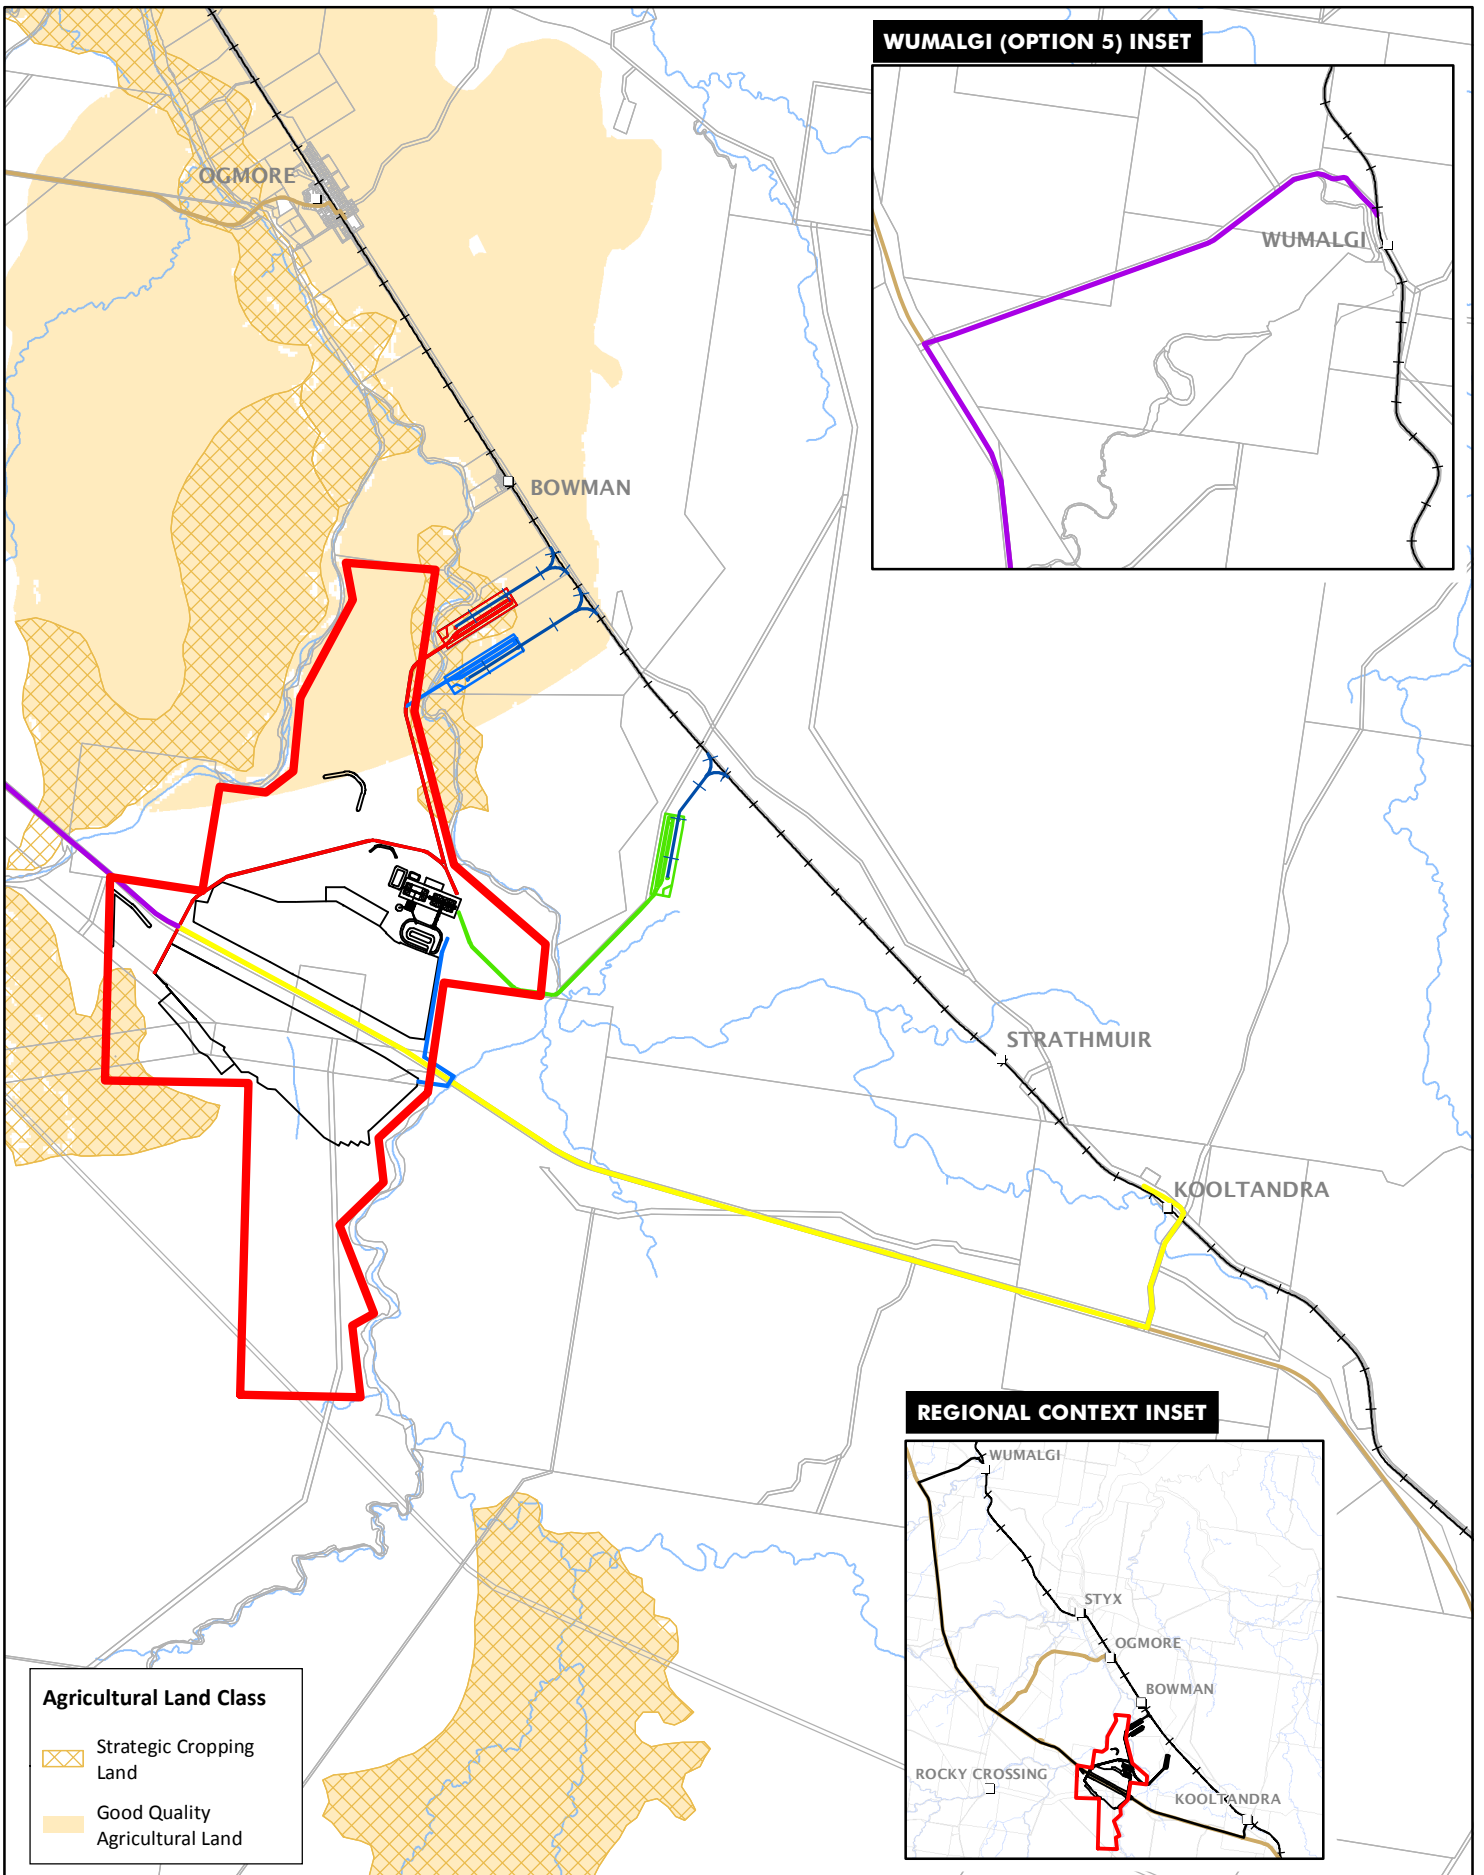 WUMALGI (OPTION 5) INSET
OGMORE
WUMALGI
BOWMAN
STRATHMUIR
KOOLTANDRA
REGIONAL CONTEXT INSET
WUMALGI
STYX
OGMORE
BOWMAN
ROCKY CROSSING
KOOLTANDRA
Agricultural Land Class
Strategic Cropping
Land
Good Quality
Agricultural Land